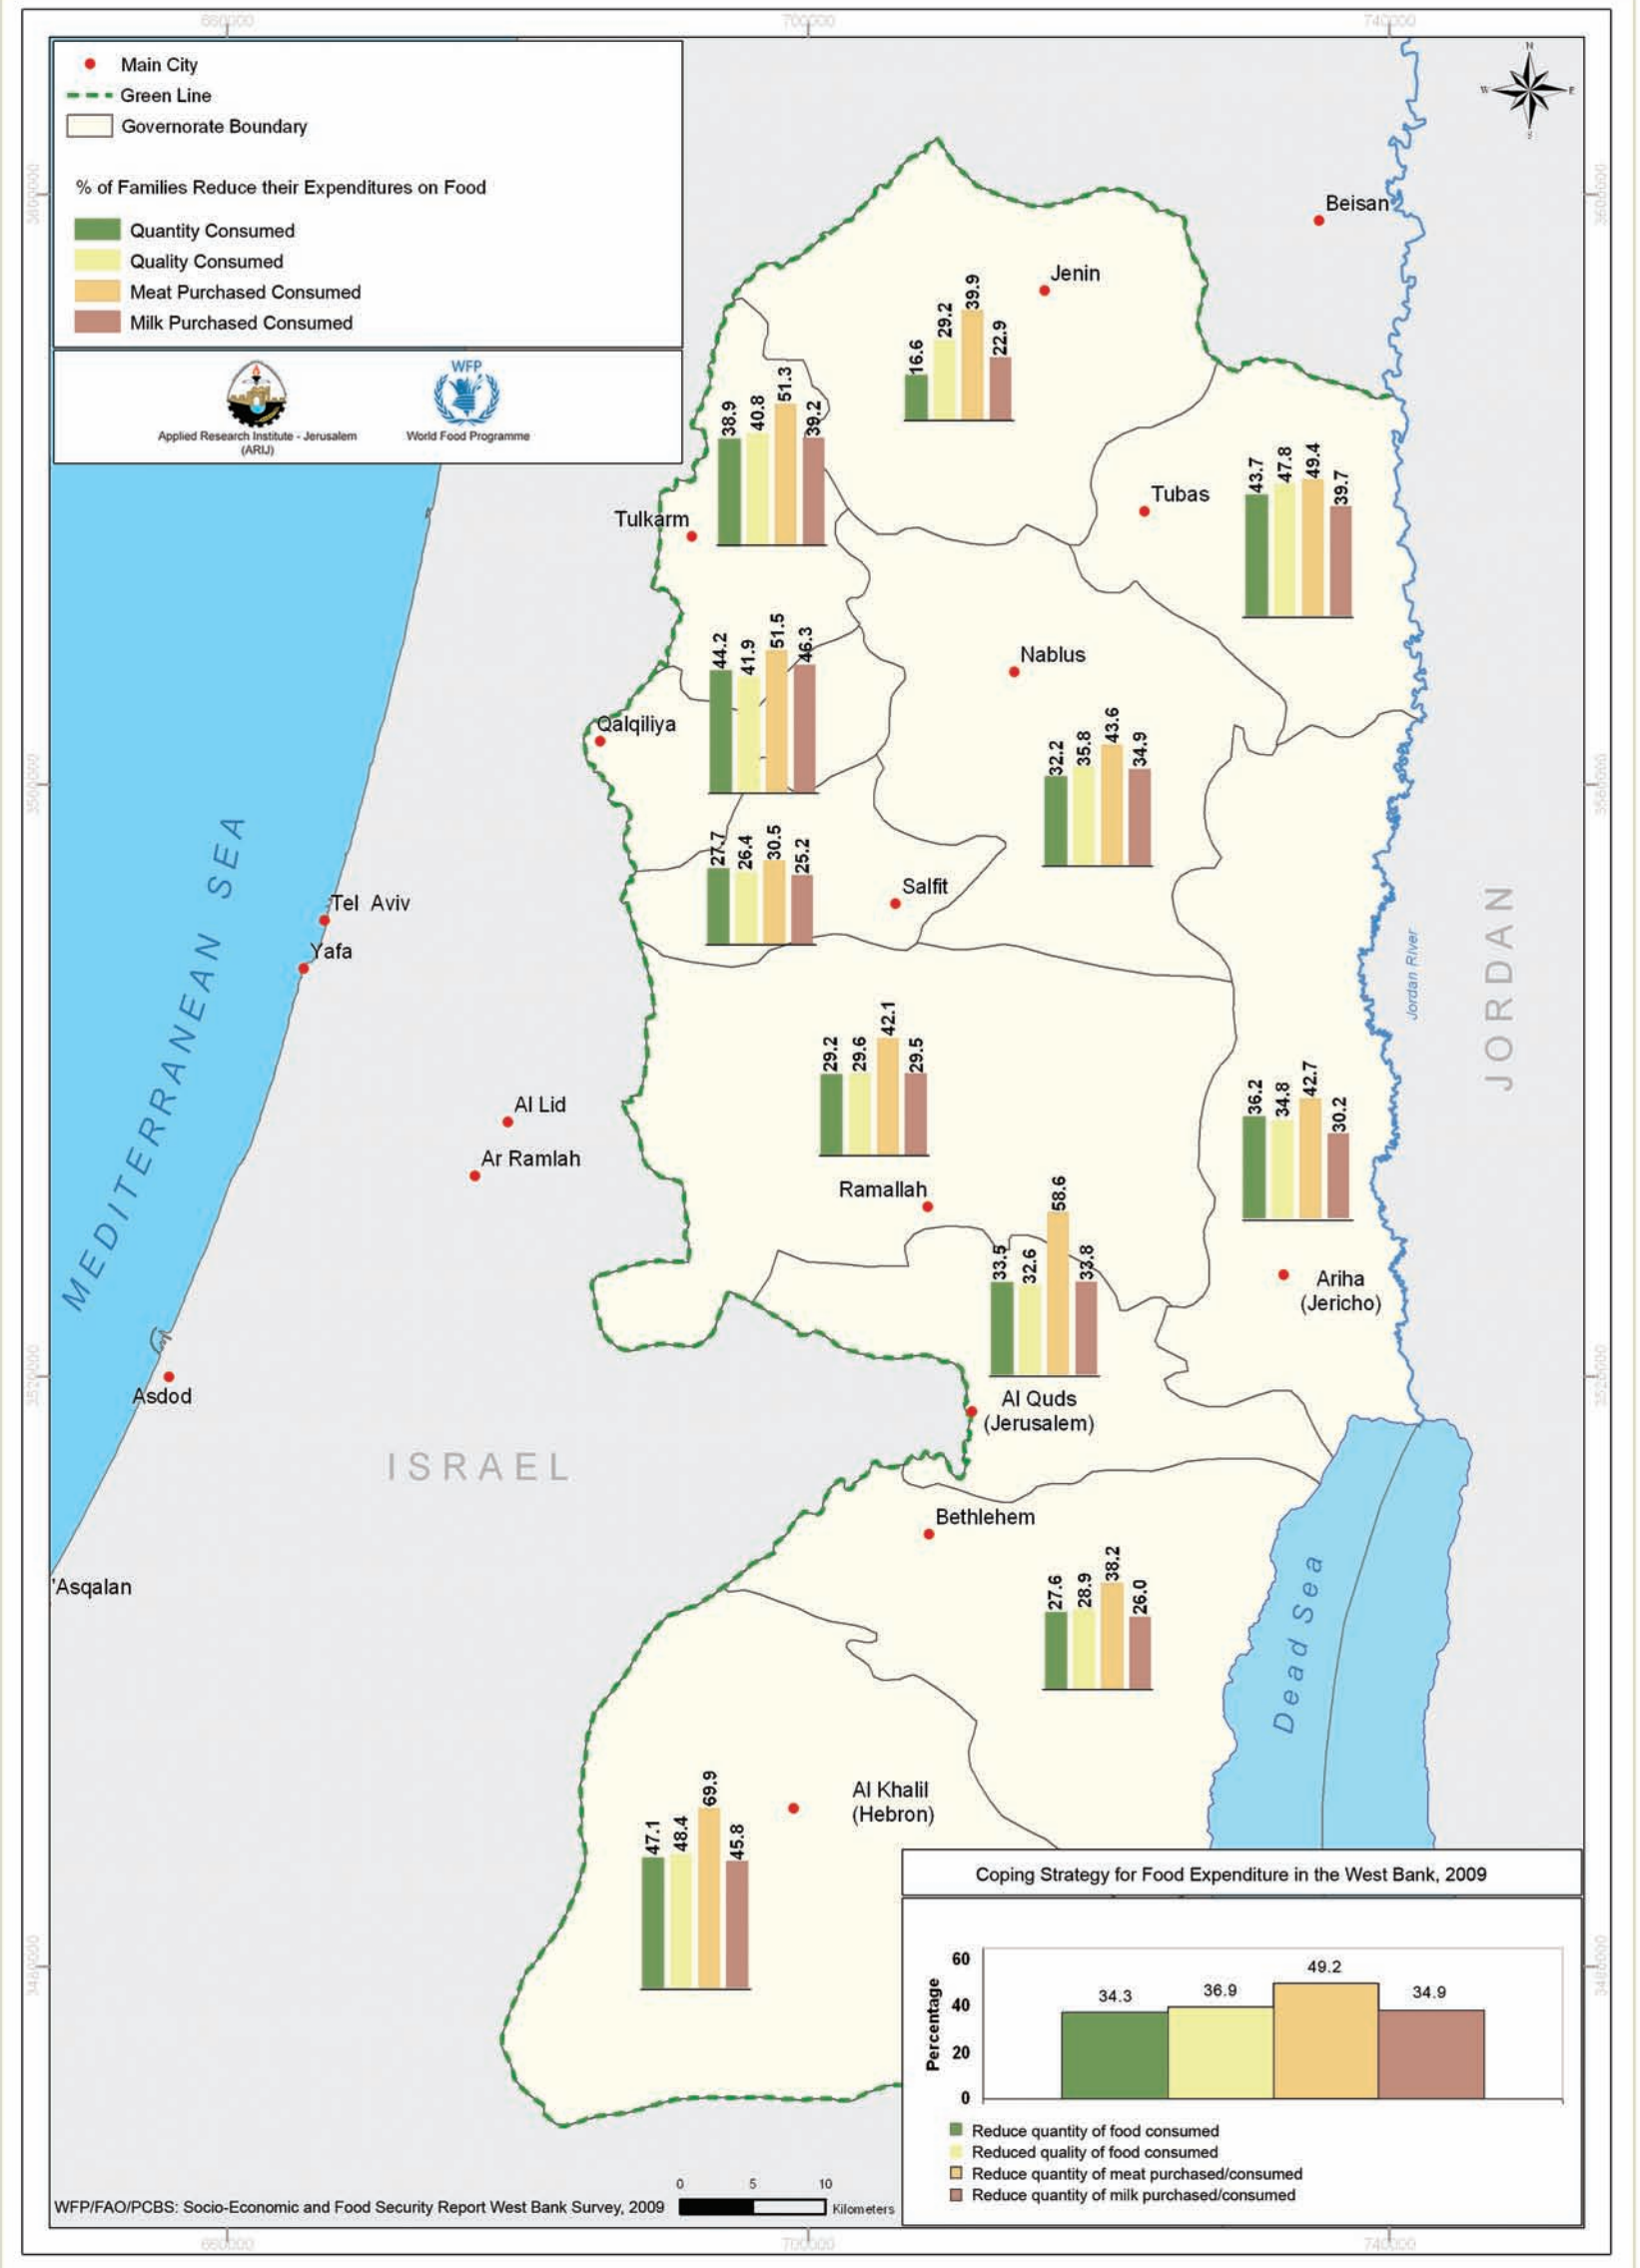 660000
700000
740000
Main City
Green Line
Governorate Boundary
% of Families Reduce their Expenditures on Food
Quantity Consumed
Quality Consumed
Meat Purchased Consumed
Milk Purchased Consumed
Applied Research Institute - Jerusalem
(ARIJ)
WFP
World Food Programme
N
W
E
S
3600000
3600000
Beisan
Jenin
16.6
29.2
39.9
22.9
38.9
40.8
51.3
39.2
Tulkarm
Tubas
43.7
47.8
49.4
39.7
44.2
41.9
51.5
46.3
Nablus
Qalqiliya
32.2
35.8
43.6
34.9
3560000
3560000
27.7
26.4
30.5
25.2
Salfit
MEDITERRANEAN SEA
Tel Aviv
Yafa
Jordan River
JORDAN
29.2
29.6
42.1
29.5
Al Lid
Ar Ramlah
Ramallah
36.2
34.8
42.7
30.2
33.5
32.6
58.6
33.8
Ariha
(Jericho)
3520000
3520000
Asdod
Al Quds
(Jerusalem)
ISRAEL
Bethlehem
'Asqalan
27.6
28.9
38.2
26.0
Dead Sea
Al Khalil
(Hebron)
47.1
48.4
69.9
45.8
Coping Strategy for Food Expenditure in the West Bank, 2009
3480000
3480000
Percentage
60
40
20
0
34.3
36.9
49.2
34.9
Reduce quantity of food consumed
Reduced quality of food consumed
Reduce quantity of meat purchased/consumed
Reduce quantity of milk purchased/consumed
WFP/FAO/PCBS: Socio-Economic and Food Security Report West Bank Survey, 2009
0 5 10
Kilometers
660000
700000
740000